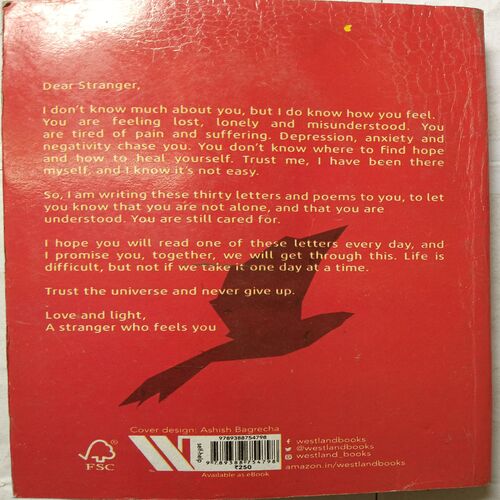 Dear Stranger,
I don't know much about you, but I do know how you feel.
You are feeling lost, lonely and misunderstood. You
are tired of pain and suffering. Depression, anxiety and
negativity chase you. You don't know where to find hope
and how to heal yourself. Trust me, I have been there
myself, and I know it's not easy.
So, I am writing these thirty letters and poems to you, to let
you know that you are not alone, and that you are
understood. You are still cared for.
I hope you will read one of these letters every day, and
I promise you, together, we will get through this. Life is
difficult, but not if we take it one day at a time.
Trust the universe and never give up.
Love and light,
A stranger who feels you
Cover design: Ashish Bagrecha
9789388754798
9 789388 754798
₹250
Available as eBook
FSC
westlandbooks
@westlandbooks
westland_books
amazon.in/westlandbooks